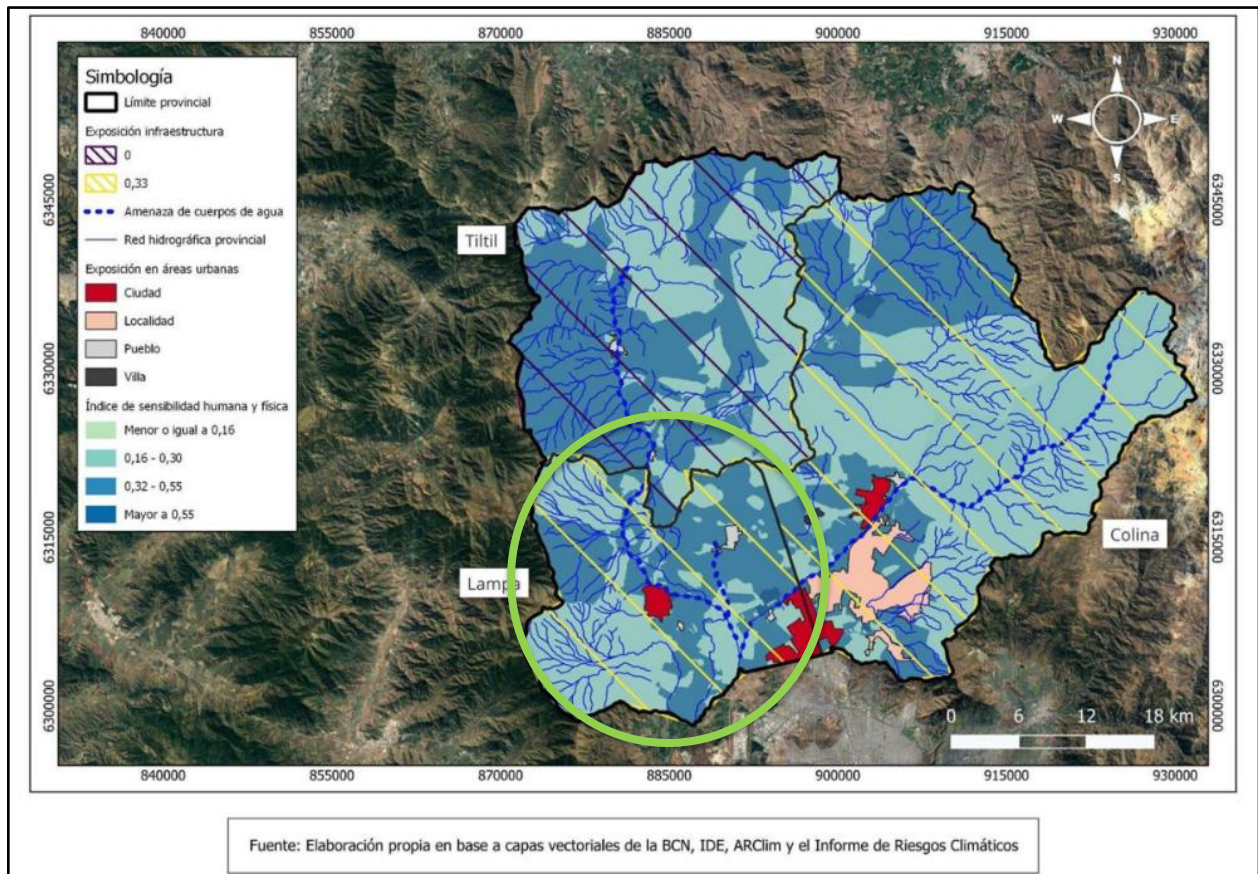 840000 855000 870000 885000 900000 915000 930000
Simbología
Límite provincial
Exposición infraestructura
0
0,33
Amenaza de cuerpos de agua
Red hidrográfica provincial
Exposición en áreas urbanas
Ciudad
Localidad
Pueblo
Villa
Índice de sensibilidad humana y física
Menor o igual a 0,16
0,16 - 0,30
0,32 - 0,55
Mayor a 0,55
N
W E
S
6345000 6345000
Tiltil
6330000 6330000
6315000 6315000
Colina
Lampa
6300000 6300000
0 6 12 18 km
840000 855000 870000 885000 900000 915000 930000
Fuente: Elaboración propia en base a capas vectoriales de la BCN, IDE, ARClim y el Informe de Riesgos Climáticos